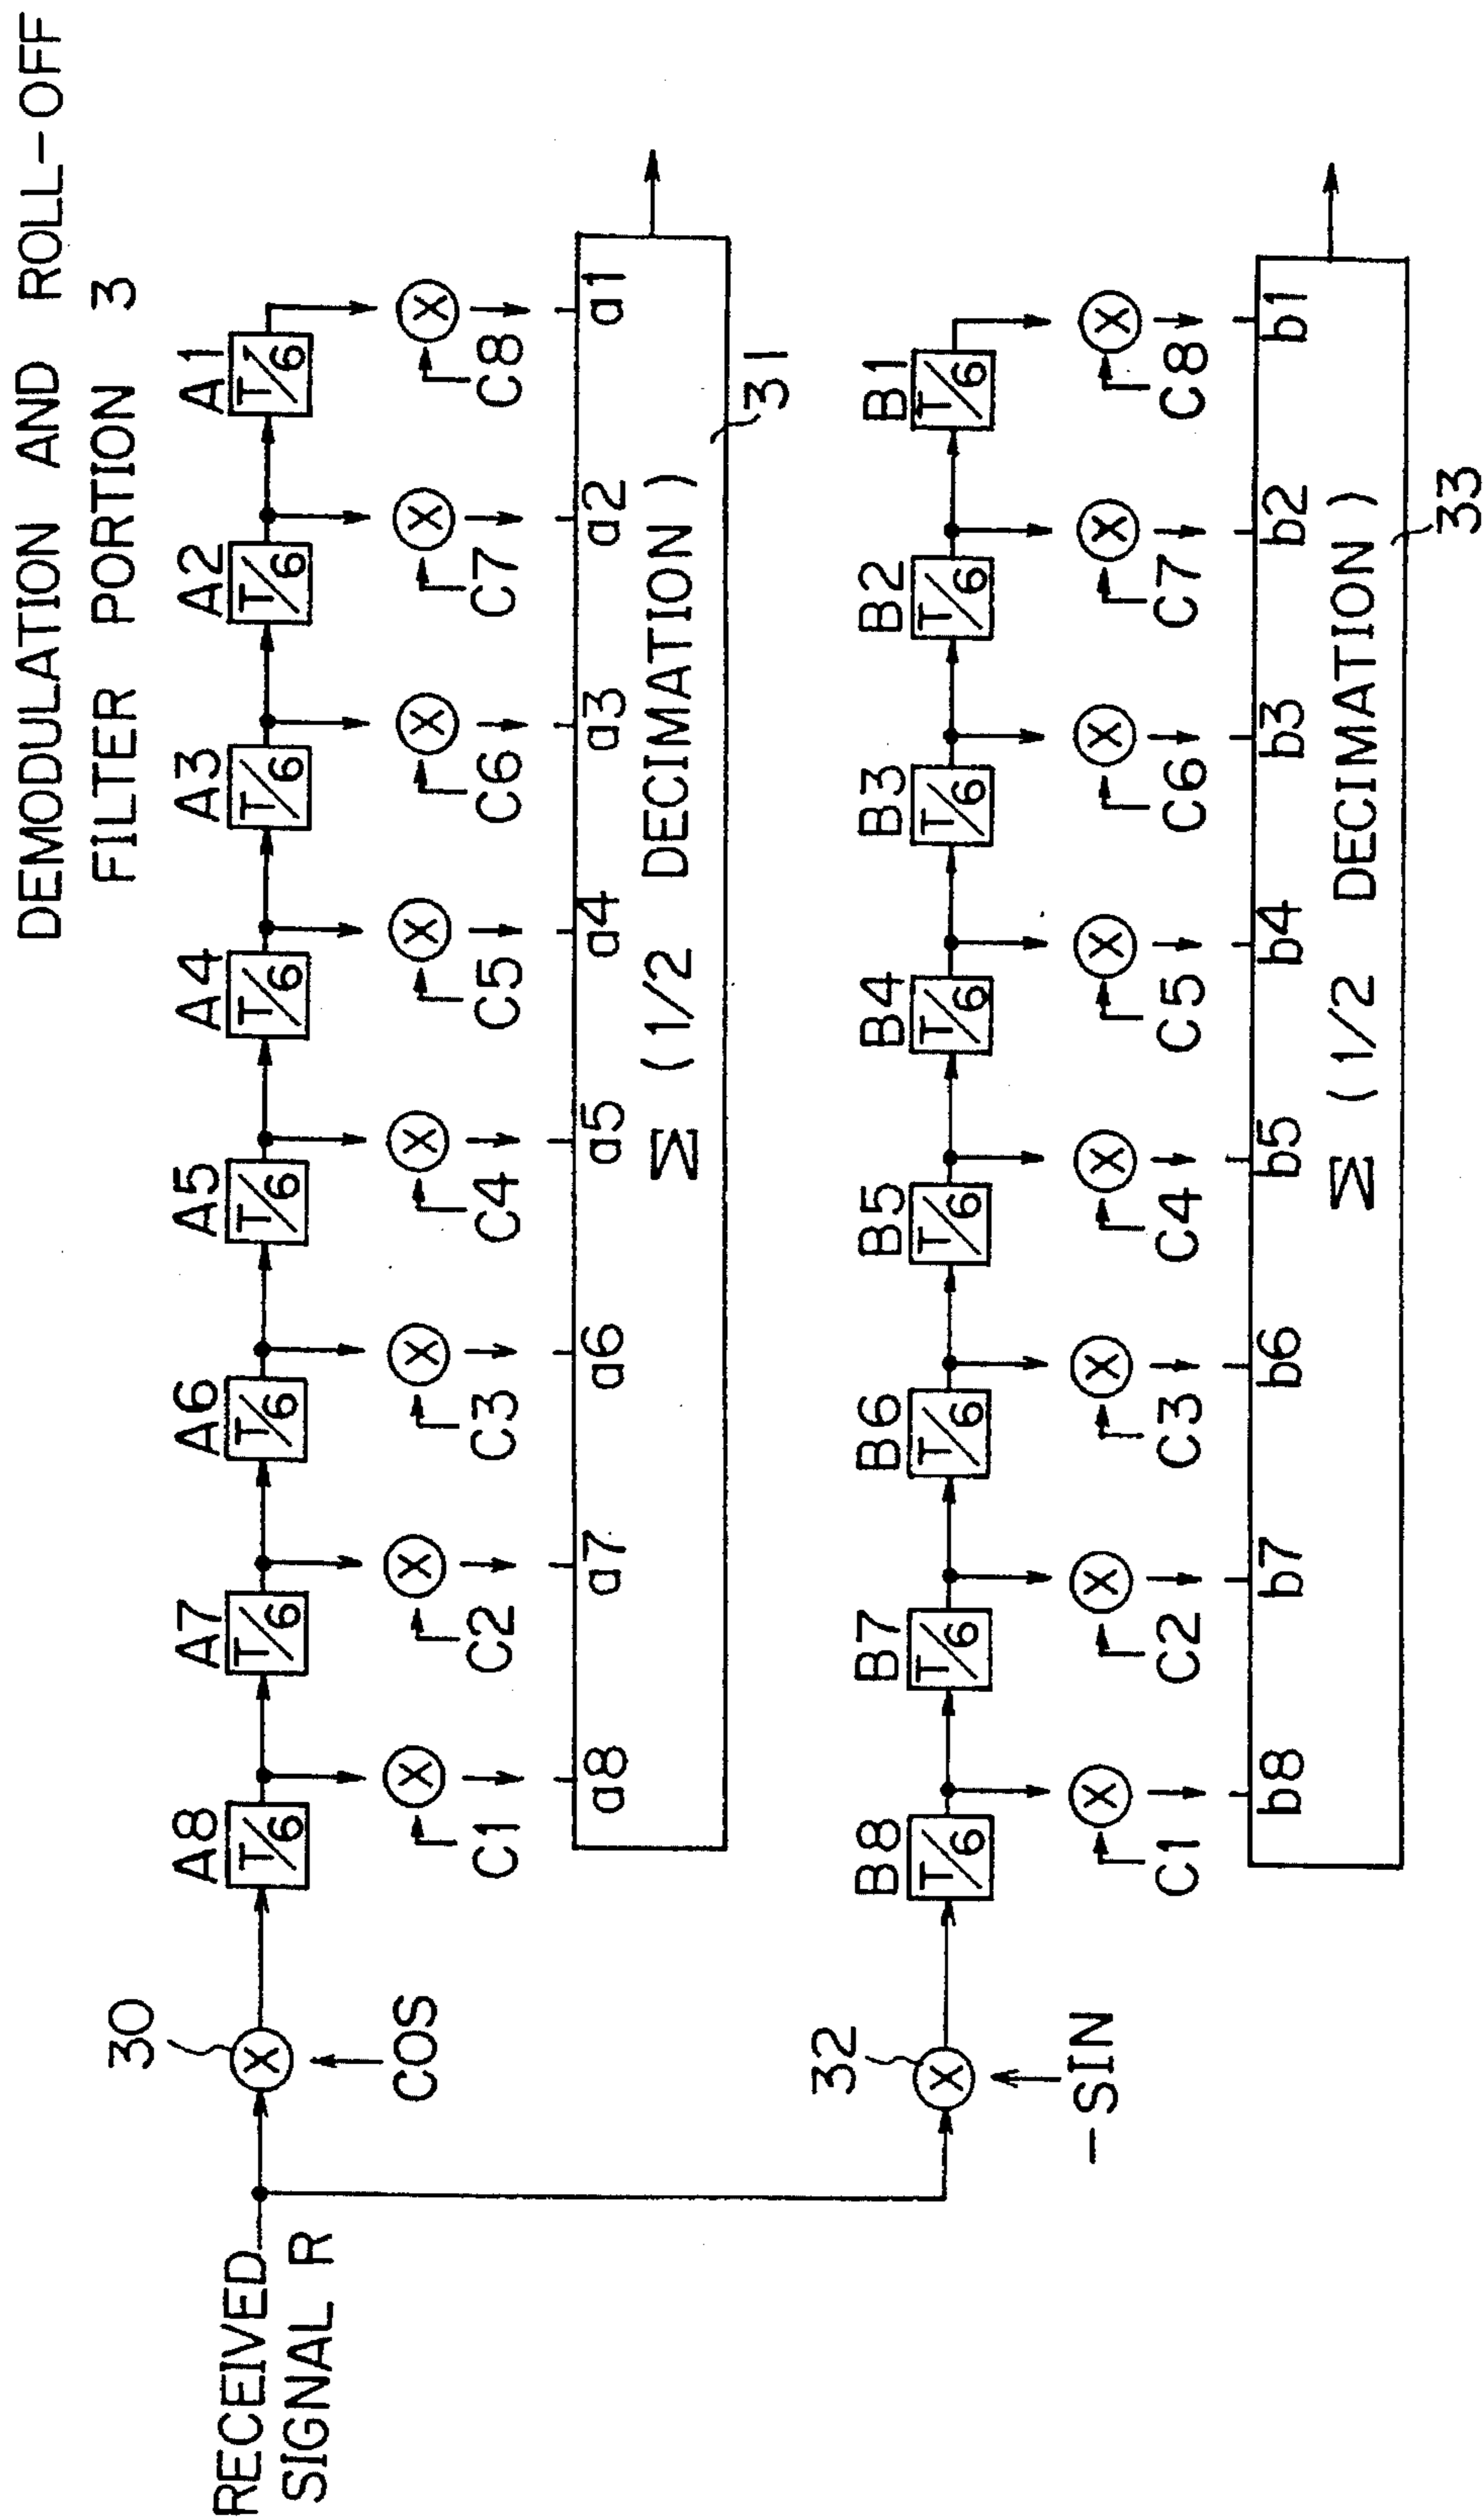 DEMODULATION AND ROLL-OFF
FILTER PORTION 3
RECEIVED
SIGNAL R
30
COS
A8 A7 A6 A5 A4 A3 A2 A1
T/6 T/6 T/6 T/6 T/6 T/6 T/6 T/6
C1 C2 C3 C4 C5 C6 C7 C8
a8 a7 a6 a5 a4 a3 a2 a1
Σ (1/2 DECIMATION)
31
32
-SIN
B8 B7 B6 B5 B4 B3 B2 B1
T/6 T/6 T/6 T/6 T/6 T/6 T/6 T/6
C1 C2 C3 C4 C5 C6 C7 C8
b8 b7 b6 b5 b4 b3 b2 b1
Σ (1/2 DECIMATION)
33